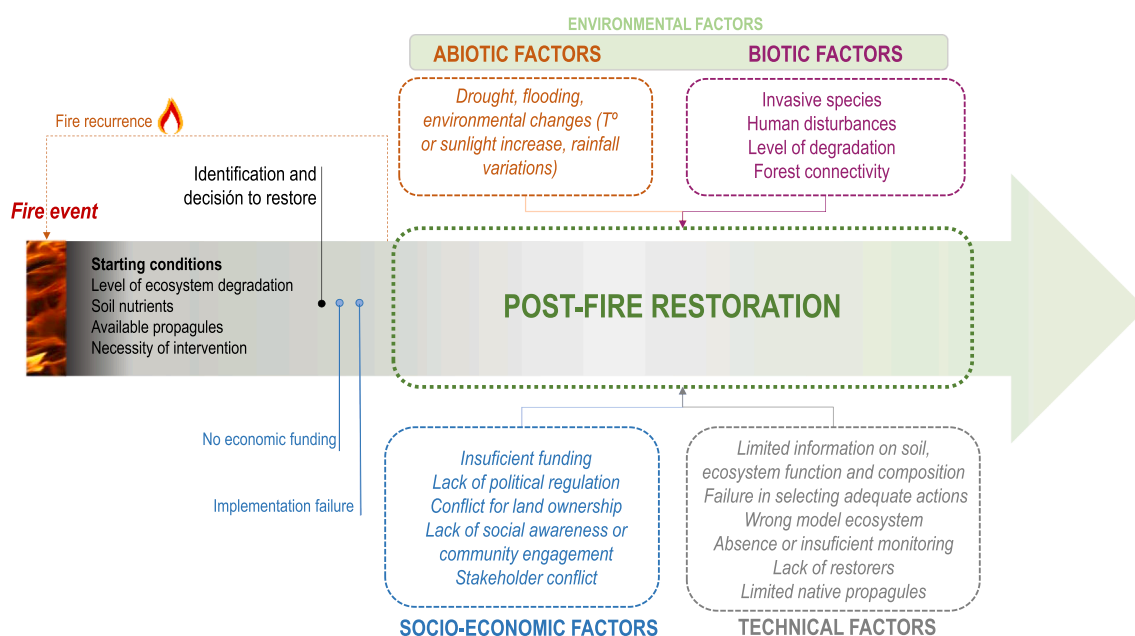 ENVIRONMENTAL FACTORS
ABIOTIC FACTORS
BIOTIC FACTORS
Drought, flooding,
environmental changes (Tº
or sunlight increase, rainfall
variations)
Invasive species
Human disturbances
Level of degradation
Forest connectivity
Fire recurrence
Identification and
decisión to restore
Fire event
Starting conditions
Level of ecosystem degradation
Soil nutrients
Available propagules
Necessity of intervention
POST-FIRE RESTORATION
No economic funding
Implementation failure
Insuficient funding
Lack of political regulation
Conflict for land ownership
Lack of social awareness or
community engagement
Stakeholder conflict
SOCIO-ECONOMIC FACTORS
Limited information on soil,
ecosystem function and composition
Failure in selecting adequate actions
Wrong model ecosystem
Absence or insufficient monitoring
Lack of restorers
Limited native propagules
TECHNICAL FACTORS